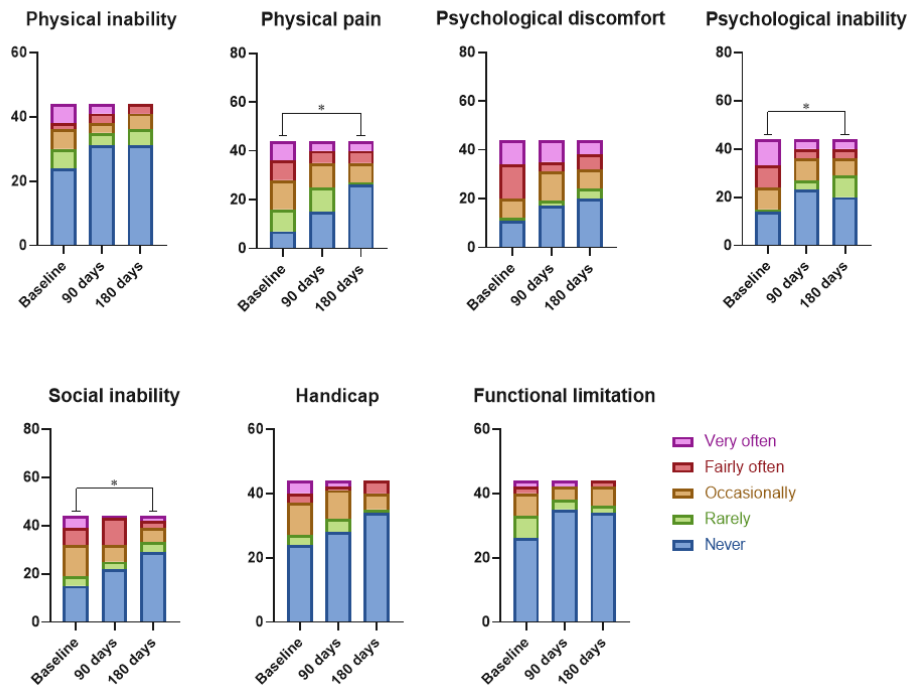 Physical inability
60
40
20
0
Baseline
90 days
180 days
Physical pain
80
60
40
20
0
*
Baseline
90 days
180 days
Psychological discomfort
80
60
40
20
0
Baseline
90 days
180 days
Psychological inability
80
60
40
20
0
*
Baseline
90 days
180 days
Social inability
80
60
40
20
0
*
Baseline
90 days
180 days
Handicap
60
40
20
0
Baseline
90 days
180 days
Functional limitation
60
40
20
0
Baseline
90 days
180 days
Very often
Fairly often
Occasionally
Rarely
Never